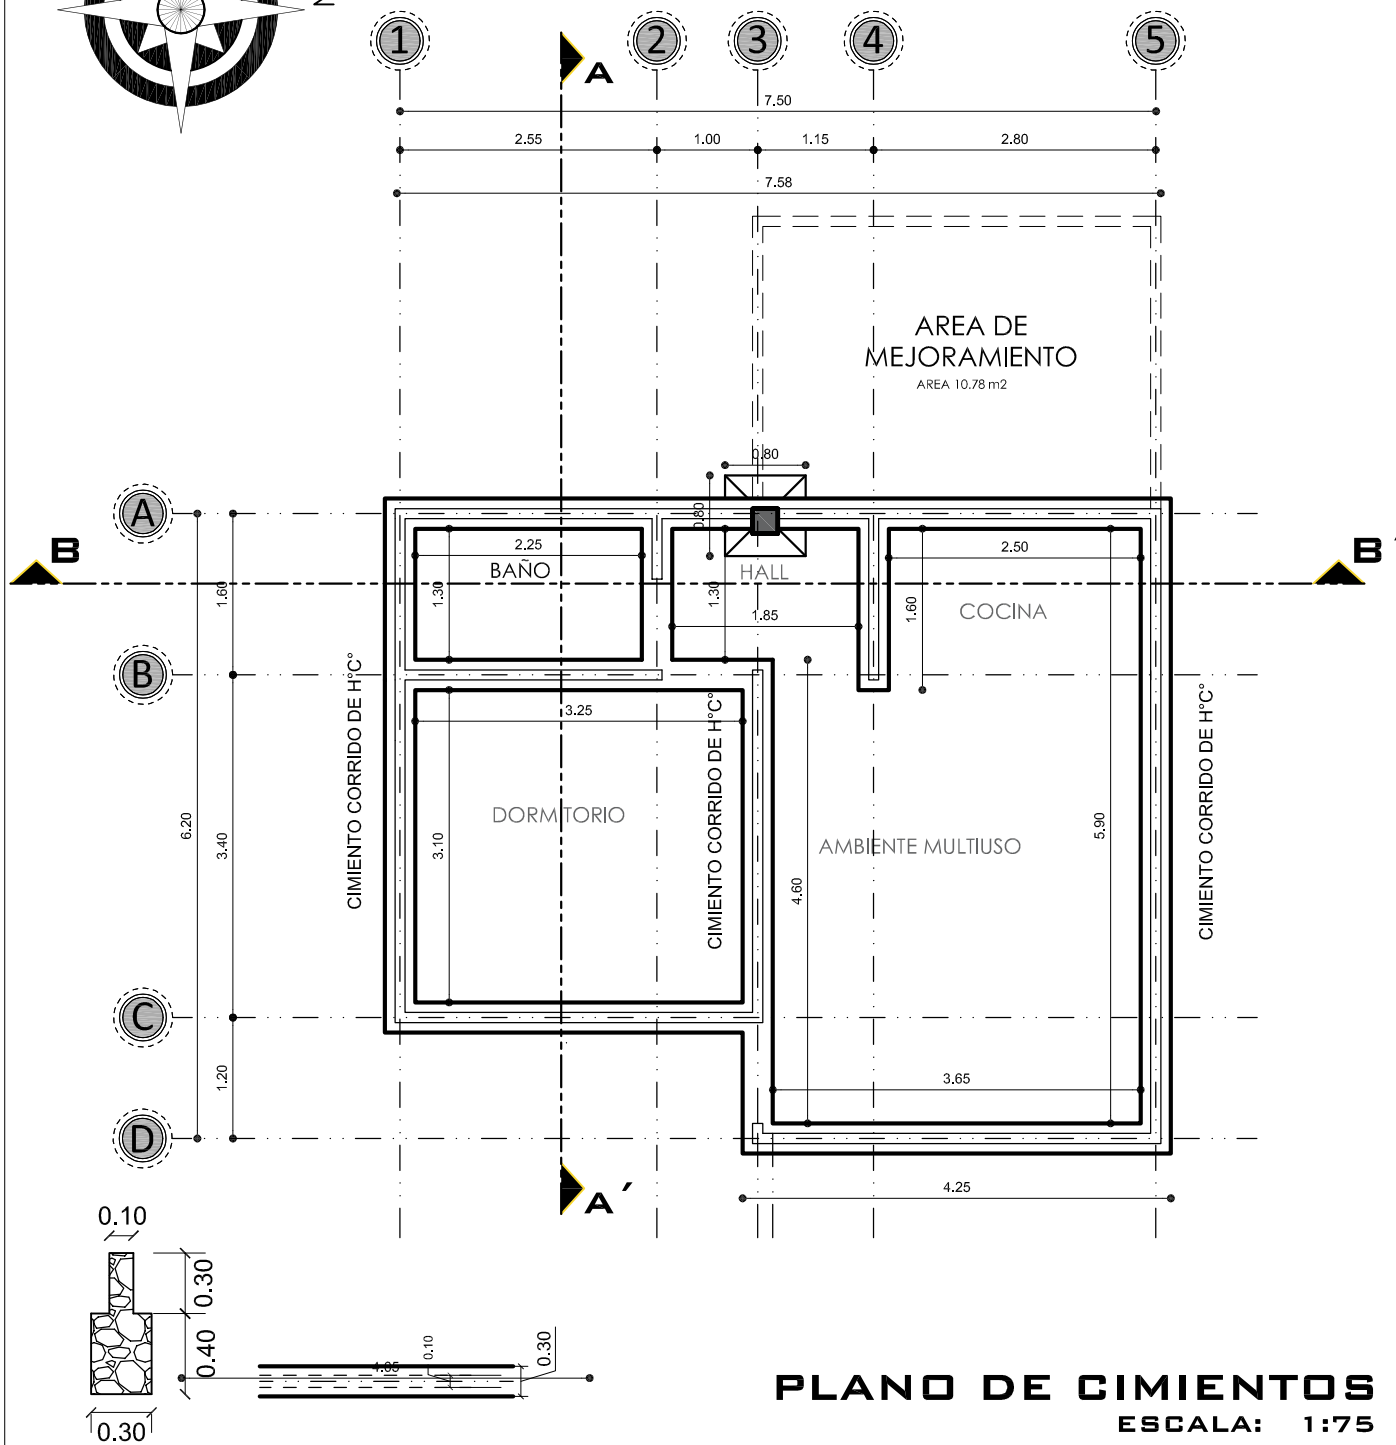 N
1
2
3
4
5
A
7.50
2.55
1.00
1.15
2.80
7.58
AREA DE
MEJORAMIENTO
AREA 10.78 m2
0.80
0.80
A
B
B´
2.25
2.50
BAÑO
HALL
COCINA
1.60
1.30
1.30
1.85
1.60
B
CIMIENTO CORRIDO DE H°C°
CIMIENTO CORRIDO DE H°C°
CIMIENTO CORRIDO DE H°C°
3.25
DORMITORIO
AMBIENTE MULTIUSO
6.20
3.40
3.10
4.60
5.90
C
1.20
3.65
D
A´
4.25
0.10
0.30
0.40
0.30
4.05
0.10
0.30
PLANO DE CIMIENTOS
ESCALA: 1:75